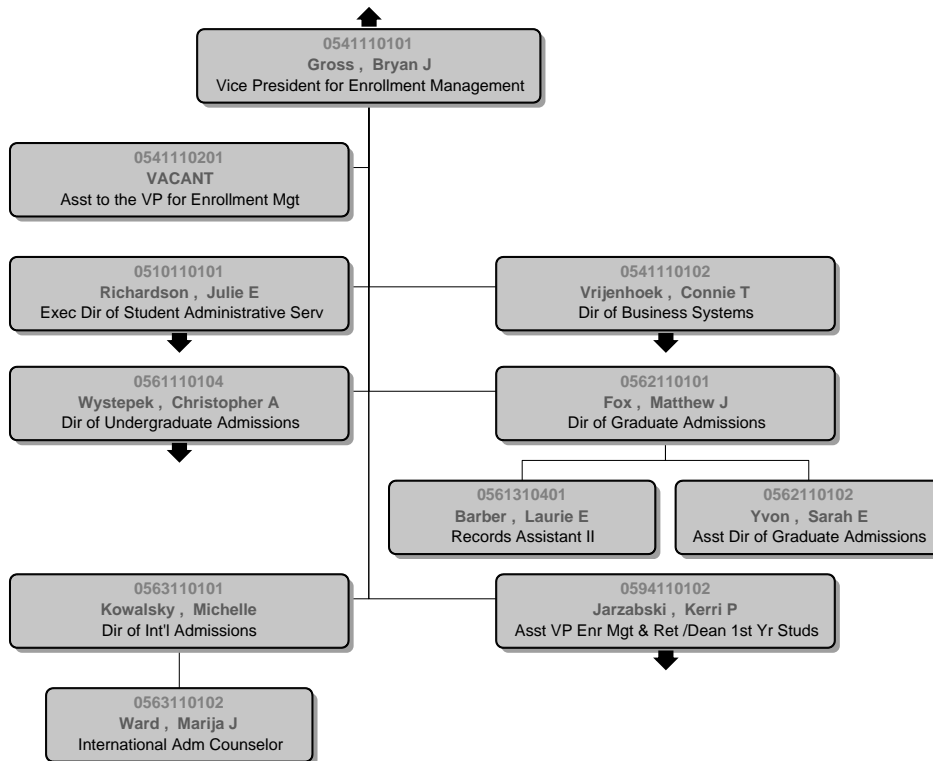 0541110101
Gross , Bryan J
Vice President for Enrollment Management
0541110201
VACANT
Asst to the VP for Enrollment Mgt
0510110101
Richardson , Julie E
Exec Dir of Student Administrative Serv
0541110102
Vrijenhoek , Connie T
Dir of Business Systems
0561110104
Wystepek , Christopher A
Dir of Undergraduate Admissions
0562110101
Fox , Matthew J
Dir of Graduate Admissions
0561310401
Barber , Laurie E
Records Assistant II
0562110102
Yvon , Sarah E
Asst Dir of Graduate Admissions
0563110101
Kowalsky , Michelle
Dir of Int'l Admissions
0594110102
Jarzabski , Kerri P
Asst VP Enr Mgt & Ret /Dean 1st Yr Studs
0563110102
Ward , Marija J
International Adm Counselor